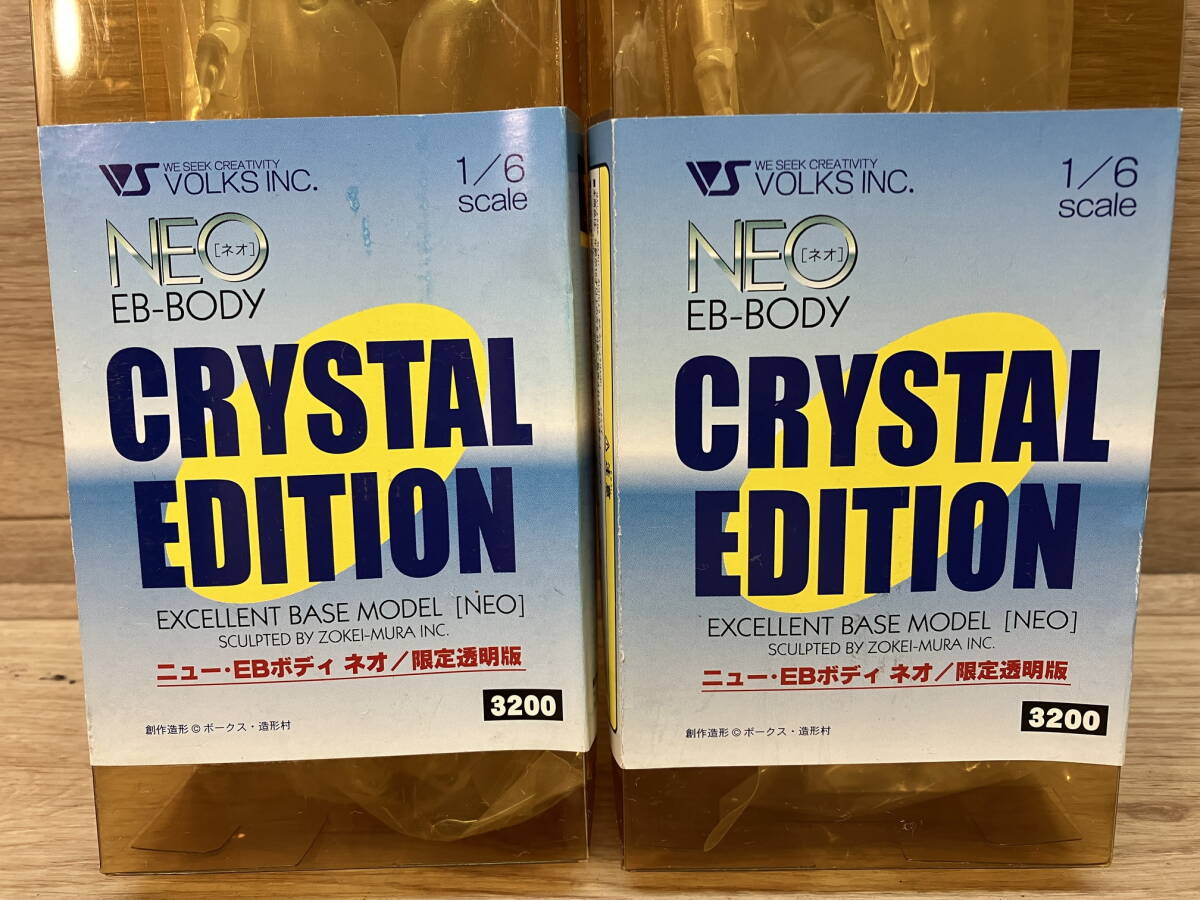 VS WE SEEK CREATIVITY
VOLKS INC.
1/6
scale
NEO [ネオ]
EB-BODY
CRYSTAL
EDITION
EXCELLENT BASE MODEL [NEO]
SCULPTED BY ZOKEI-MURA INC.
ニュー・EBボディ ネオ/限定透明版
3200
創作造形©ボークス・造形村
VS WE SEEK CREATIVITY
VOLKS INC.
1/6
scale
NEO [ネオ]
EB-BODY
CRYSTAL
EDITION
EXCELLENT BASE MODEL [NEO]
SCULPTED BY ZOKEI-MURA INC.
ニュー・EBボディ ネオ/限定透明版
3200
創作造形©ボークス・造形村